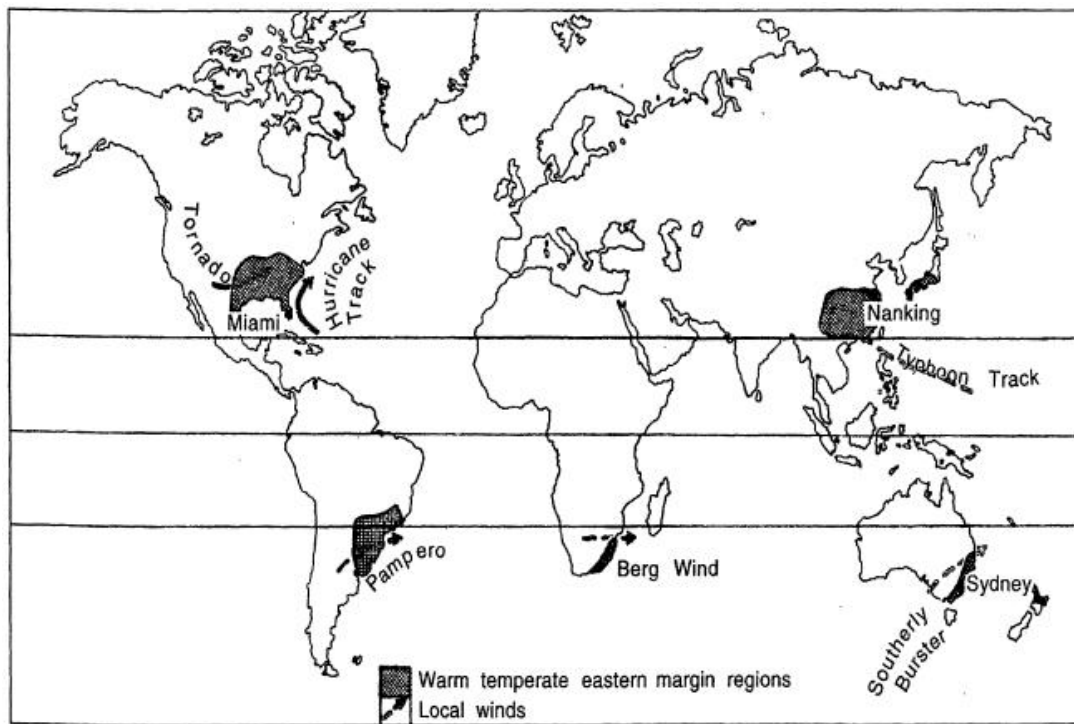 Tornado
Hurricane
Track
Miami
Nanking
Typhoon Track
Pampero
Berg Wind
Sydney
Southerly
Burster
Warm temperate eastern margin regions
Local winds